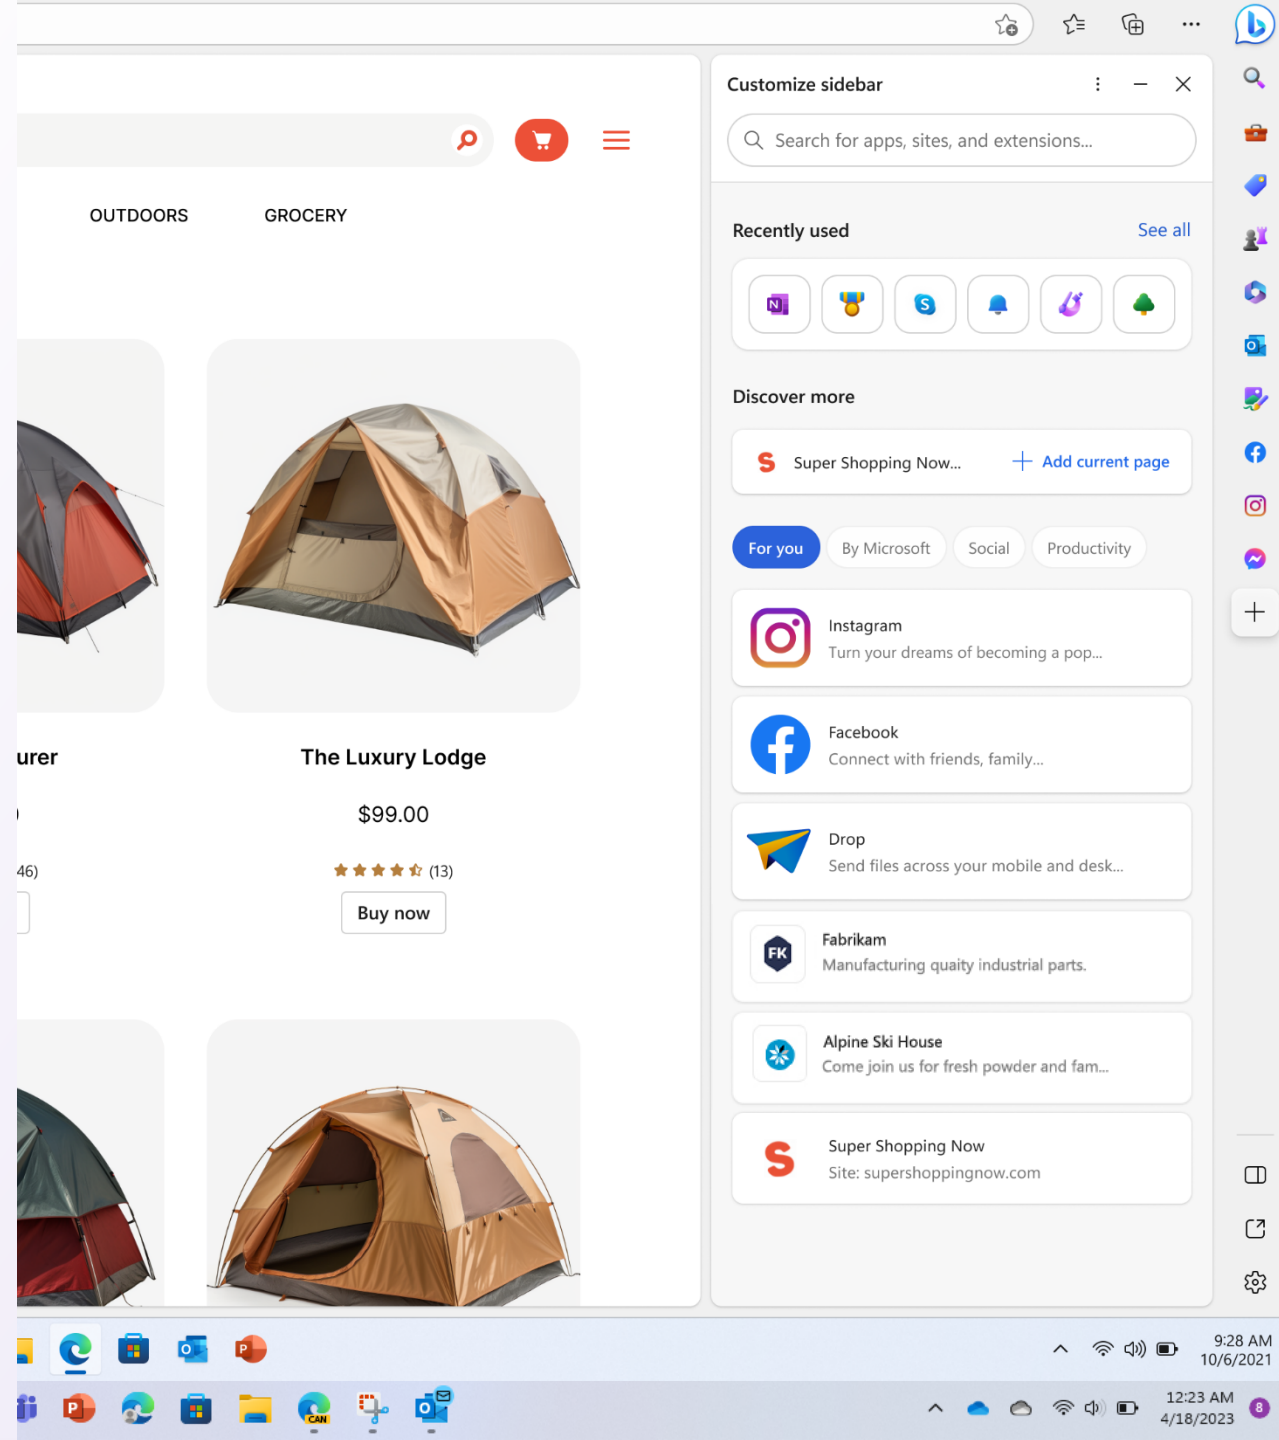 Customize sidebar
Search for apps, sites, and extensions...
OUTDOORS
GROCERY
Recently used
See all
Discover more
Super Shopping Now...
Add current page
For you
By Microsoft
Social
Productivity
Instagram
Turn your dreams of becoming a pop...
Facebook
Connect with friends, family...
Drop
Send files across your mobile and desk...
FK
Fabrikam
Manufacturing quaity industrial parts.
Alpine Ski House
Come join us for fresh powder and fam...
Super Shopping Now
Site: supershoppingnow.com
urer
46)
The Luxury Lodge
$99.00
(13)
Buy now
9:28 AM
10/6/2021
CAN
12:23 AM
4/18/2023
8